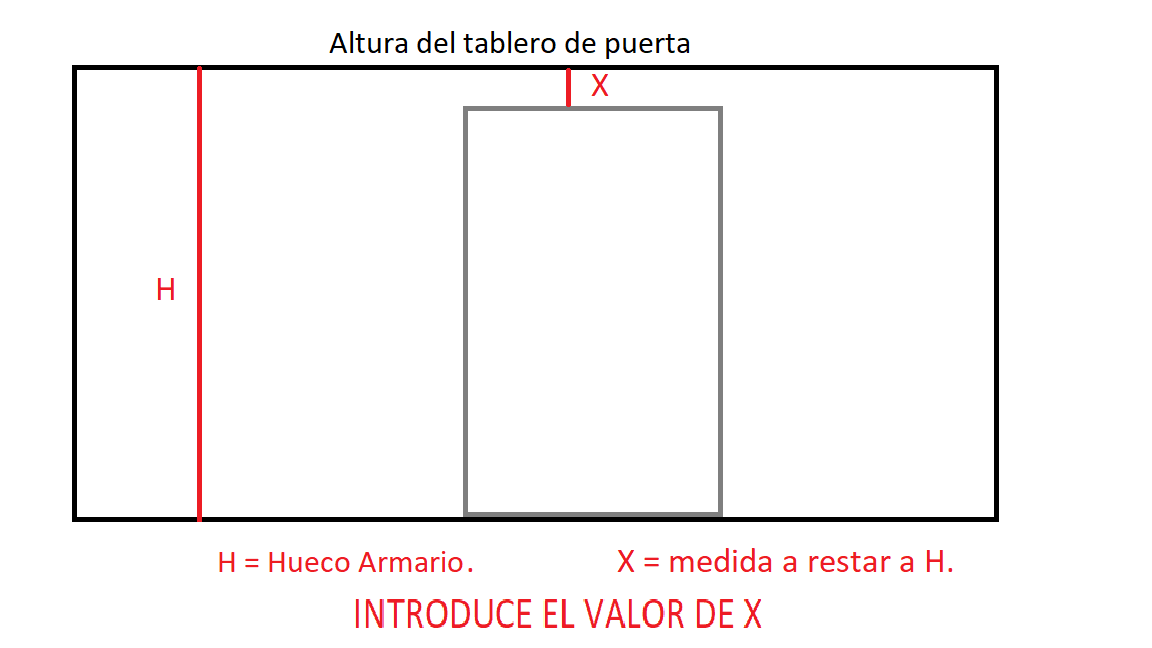 Altura del tablero de puerta
X
H
H = Hueco Armario.
X = medida a restar a H.
INTRODUCE EL VALOR DE X